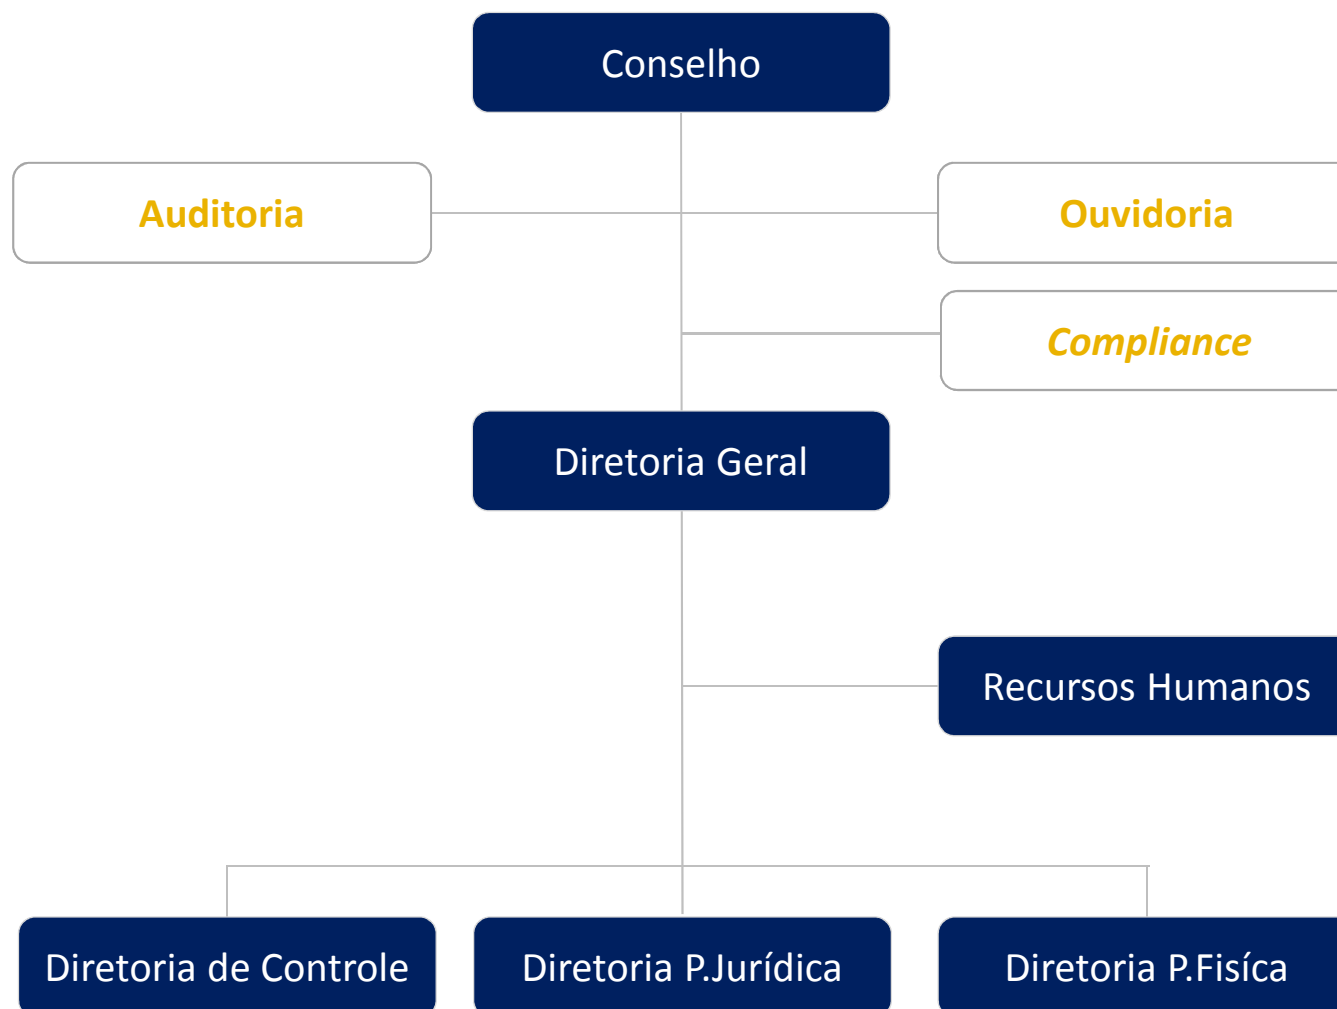 Conselho
Auditoria
Ouvidoria
Compliance
Diretoria Geral
Recursos Humanos
Diretoria de Controle
Diretoria P.Jurídica
Diretoria P.Fisíca